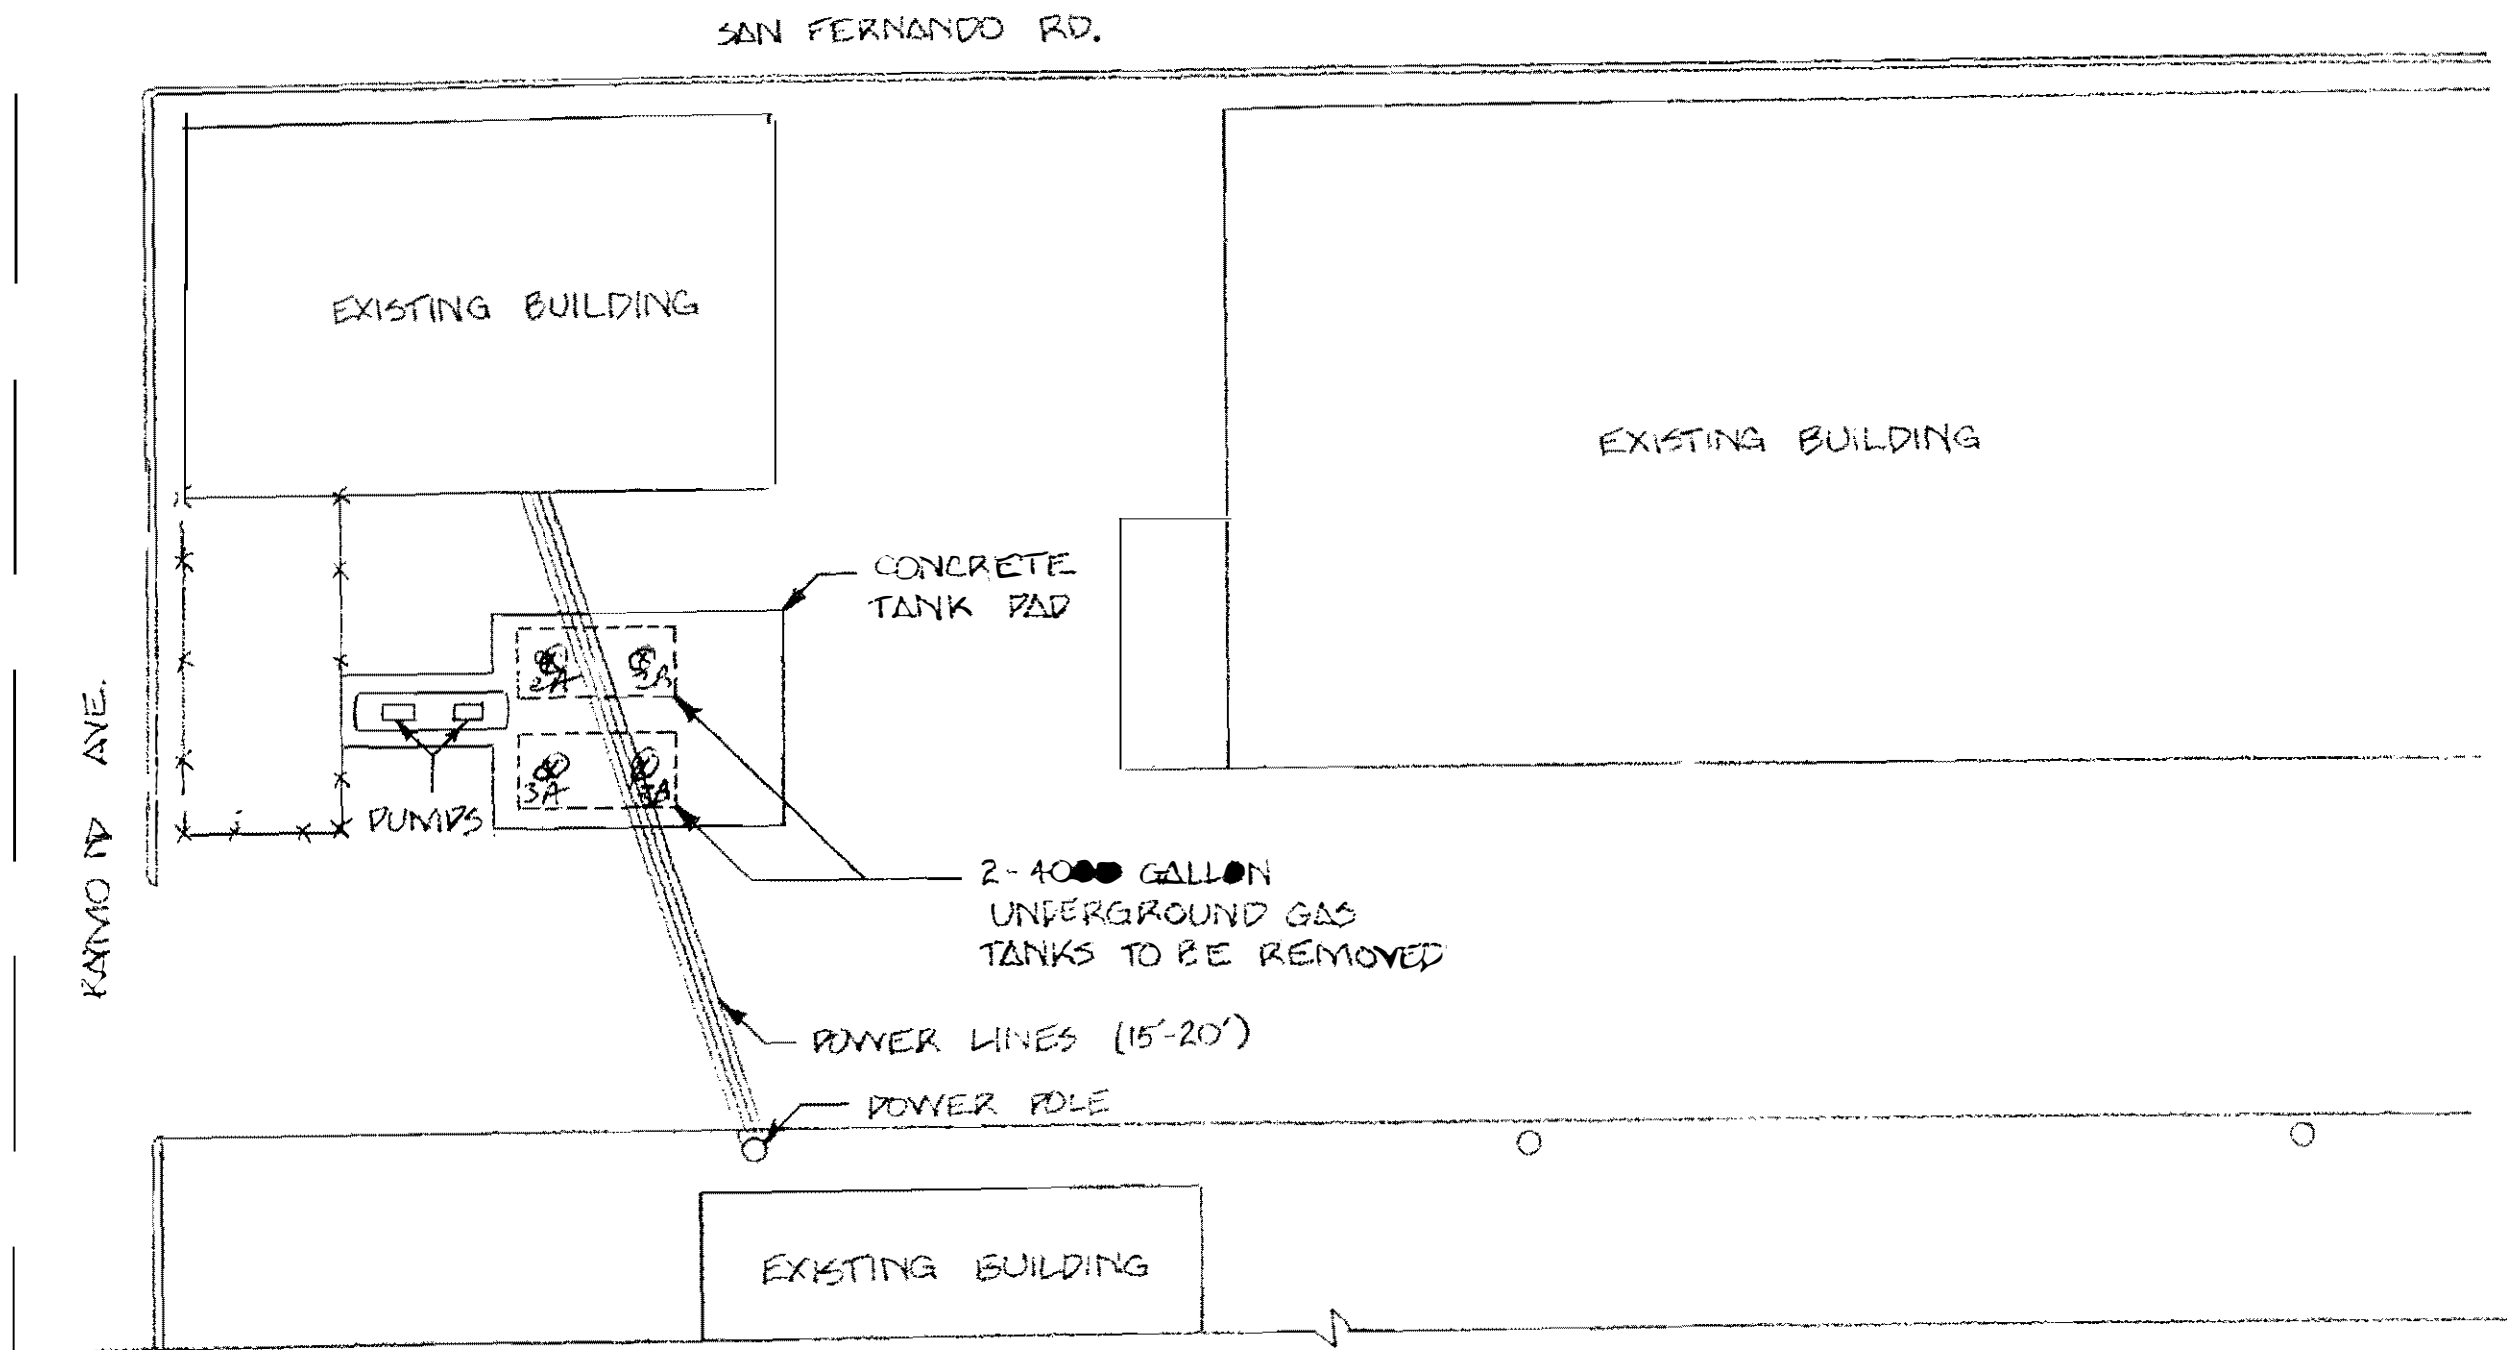 SAN FERNANDO RD.
EXISTING BUILDING
EXISTING BUILDING
CONCRETE
TANK PAD
RAYMOND AVE.
PUMPS
3A
2-4000 GALLON
UNDERGROUND GAS
TANKS TO BE REMOVED
POWER LINES (15'-20')
POWER POLE
EXISTING BUILDING